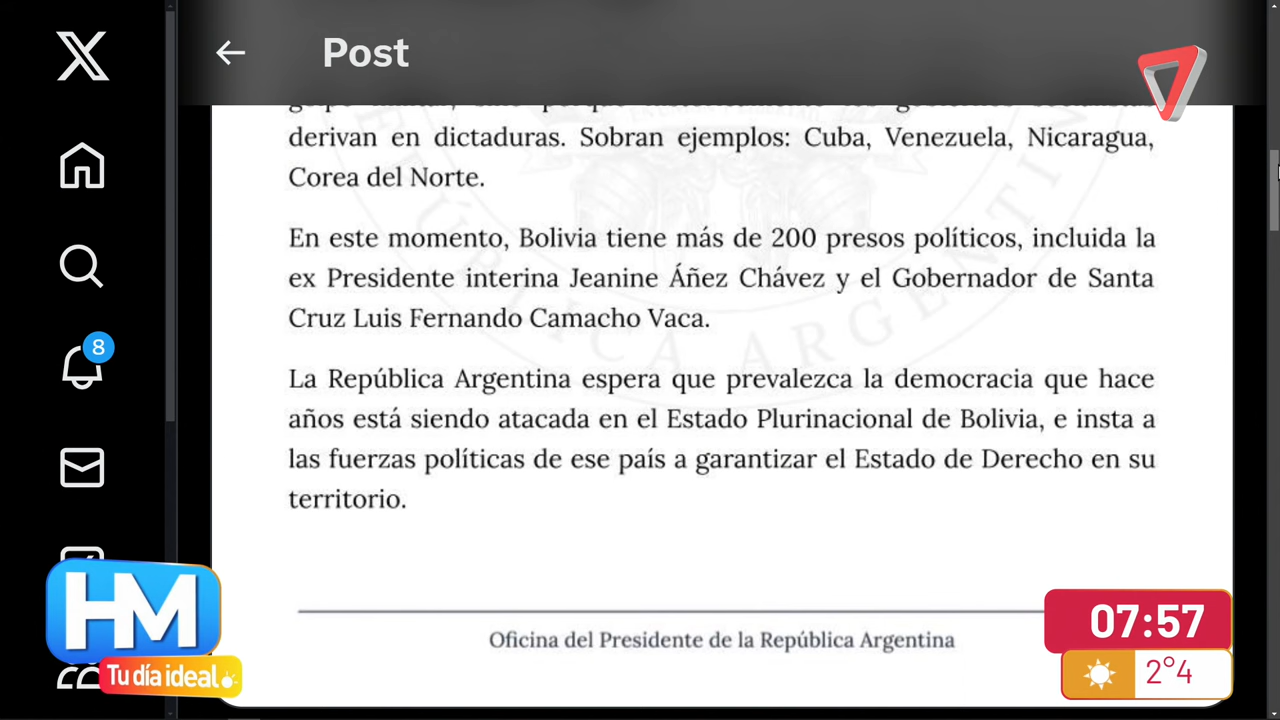 Post
derivan en dictaduras. Sobran ejemplos: Cuba, Venezuela, Nicaragua,
Corea del Norte.
En este momento, Bolivia tiene más de 200 presos políticos, incluida la
ex Presidente interina Jeanine Áñez Chávez y el Gobernador de Santa
Cruz Luis Fernando Camacho Vaca.
La República Argentina espera que prevalezca la democracia que hace
años está siendo atacada en el Estado Plurinacional de Bolivia, e insta a
las fuerzas políticas de ese país a garantizar el Estado de Derecho en su
territorio.
Oficina del Presidente de la República Argentina
8
HM
Tu día ideal
07:57
2°4